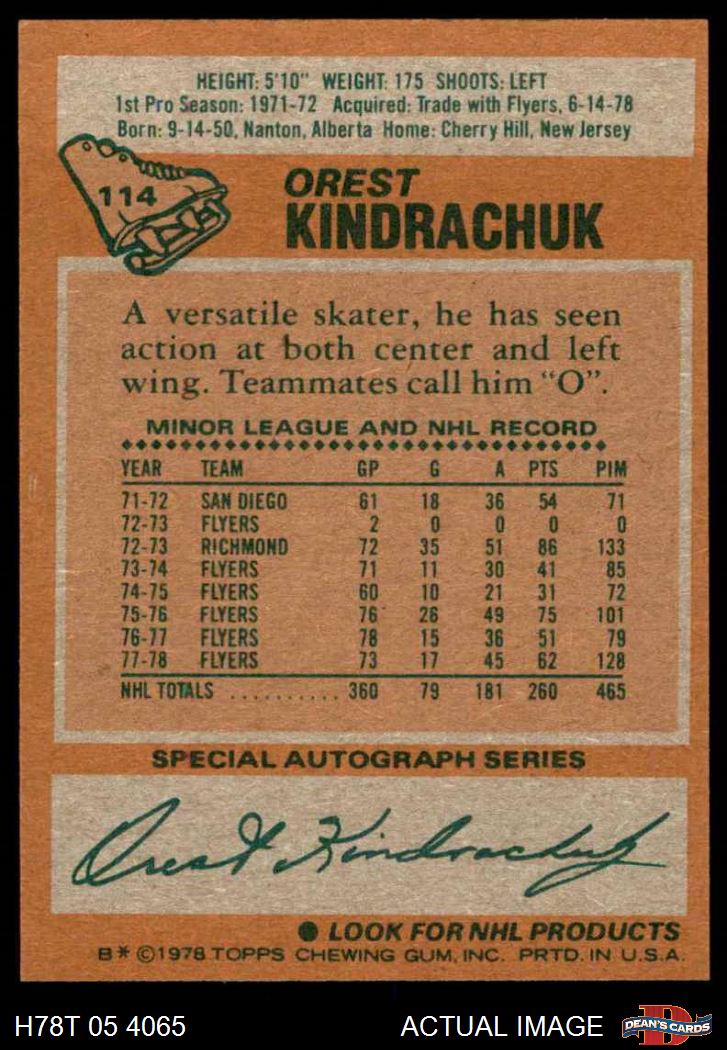 HEIGHT: 5'10" WEIGHT: 175 SHOOTS: LEFT
1st Pro Season: 1971-72 Acquired: Trade with Flyers, 6-14-78
Born: 9-14-50, Nanton, Alberta Home: Cherry Hill, New Jersey
114
OREST
KINDRACHUK
A versatile skater, he has seen
action at both center and left
wing. Teammates call him "O".
MINOR LEAGUE AND NHL RECORD
YEAR TEAM GP G A PTS PIM
71-72 SAN DIEGO 61 18 36 54 71
72-73 FLYERS 2 0 0 0 0
72-73 RICHMOND 72 35 51 86 133
73-74 FLYERS 71 11 30 41 85
74-75 FLYERS 60 10 21 31 72
75-76 FLYERS 76 26 49 75 101
76-77 FLYERS 78 15 36 51 79
77-78 FLYERS 73 17 45 62 128
NHL TOTALS .......... 360 79 181 260 465
SPECIAL AUTOGRAPH SERIES
Orest Kindrachuk
● LOOK FOR NHL PRODUCTS
B* ©1978 TOPPS CHEWING GUM, INC. PRTD. IN U.S.A.
H78T 05 4065 ACTUAL IMAGE D DEAN'S CARDS